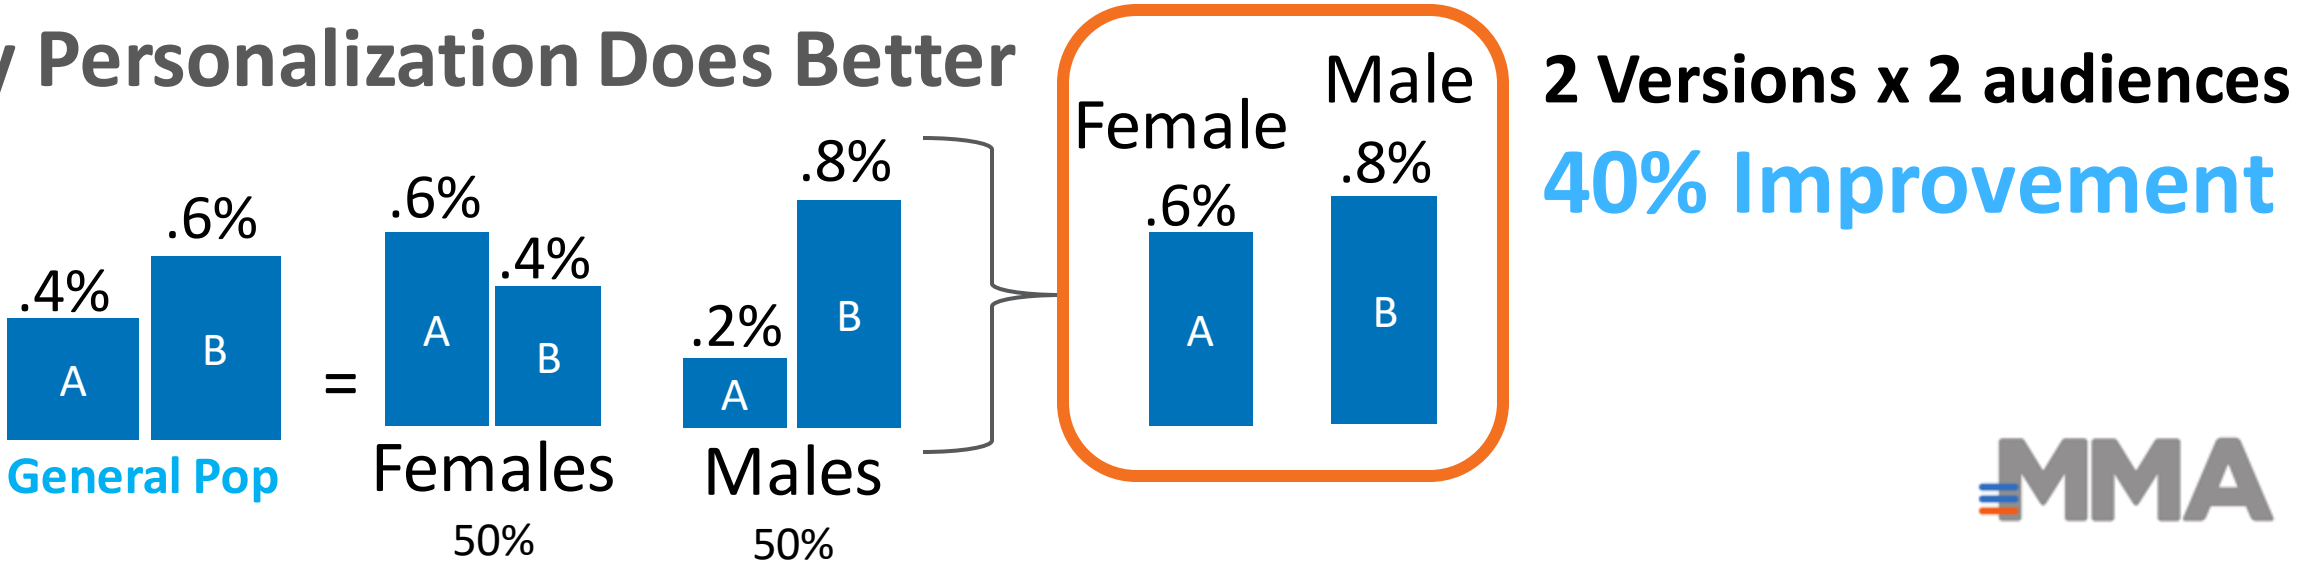 y Personalization Does Better
.4%
A
.6%
B
General Pop
=
.6%
A
.4%
B
Females
50%
.2%
A
.8%
B
Males
50%
Female
.6%
A
Male
.8%
B
2 Versions x 2 audiences
40% Improvement
MMA